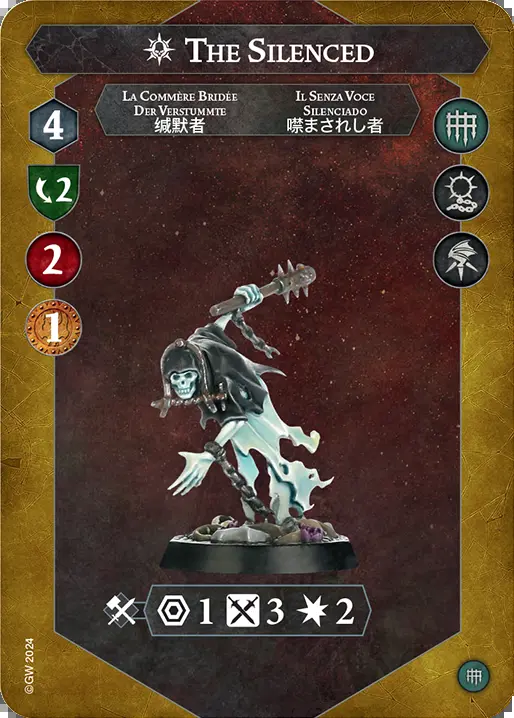 The Silenced
La Commère Bridée
Der Verstummte
缄默者
Il Senza Voce
Silenciado
噤まされし者
4
2
2
1
1 3 2
©GW 2024